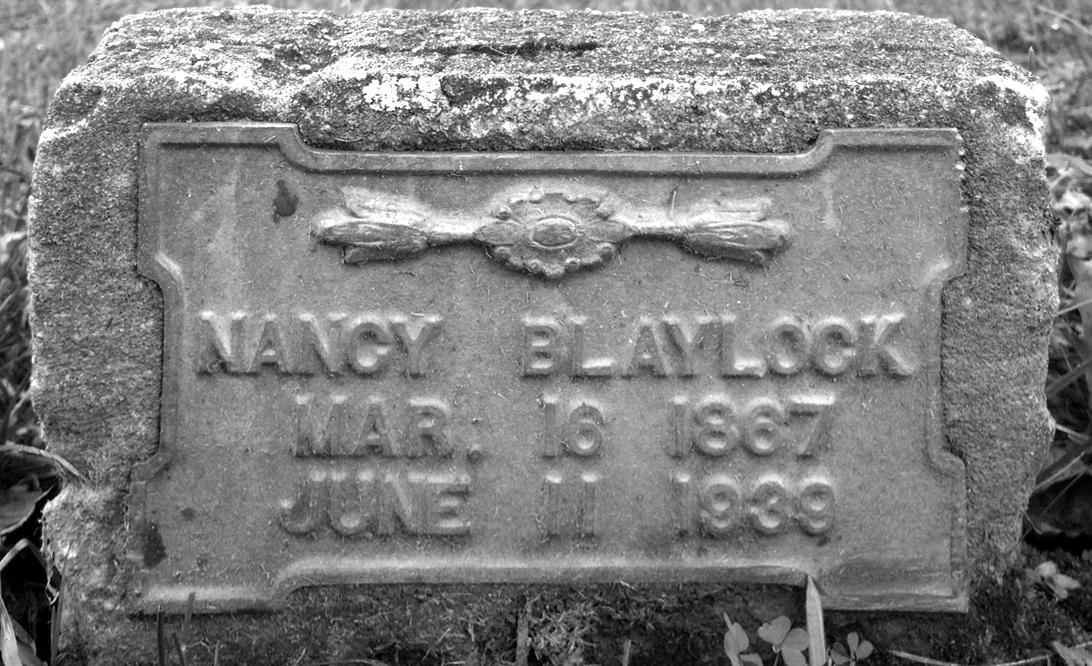 NANCY BLAYLOCK
MAR. 16 1867
JUNE 11 1939